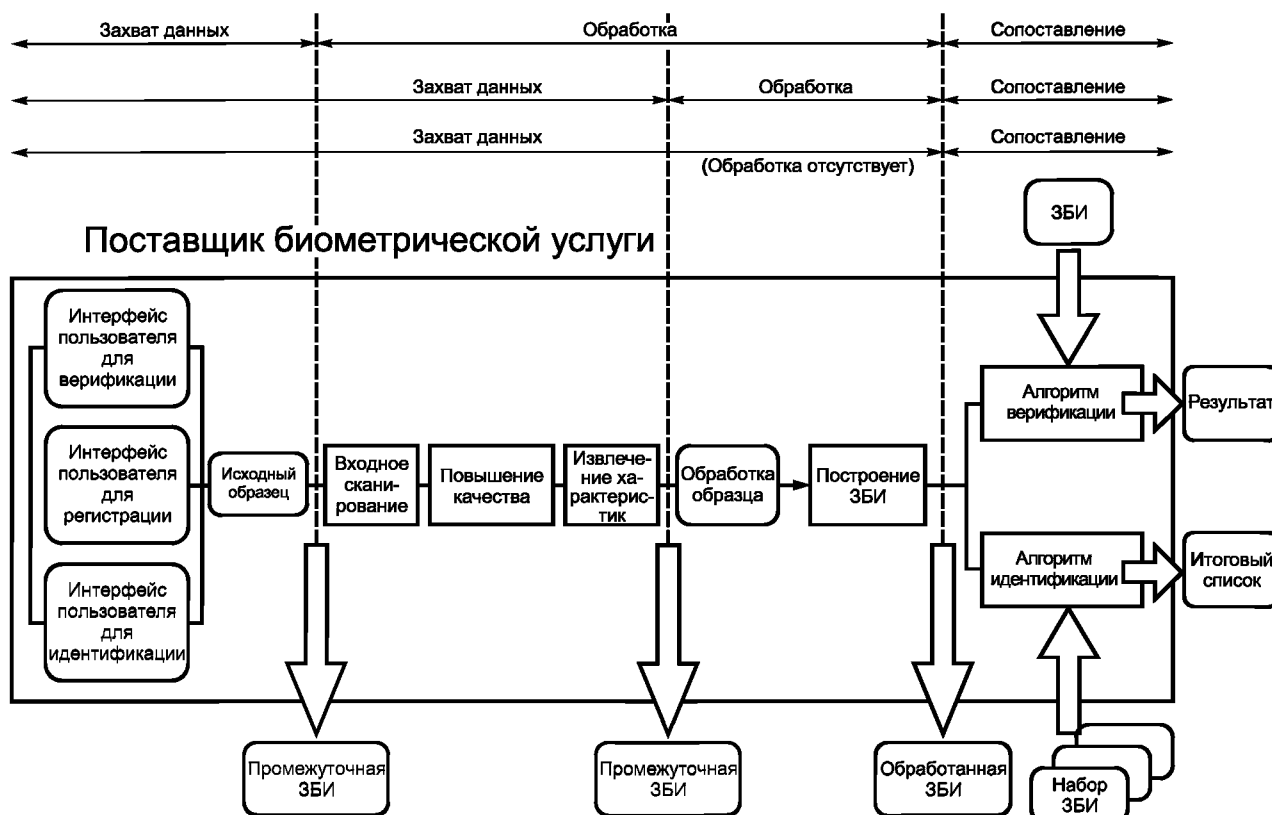 Захват данных
Обработка
Сопоставление
Захват данных
Обработка
Сопоставление
Захват данных
Сопоставление
(Обработка отсутствует)
ЗБИ
Поставщик биометрической услуги
Интерфейс
пользователя
для
верификации
Интерфейс
пользователя
для
регистрации
Интерфейс
пользователя
для
идентификации
Исходный
образец
Входное
скани-
рование
Повышение
качества
Извлече-
ние ха-
рактерис-
тик
Обработка
образца
Построение
ЗБИ
Алгоритм
верификации
Результат
Алгоритм
идентификации
Итоговый
список
Промежуточная
ЗБИ
Промежуточная
ЗБИ
Обработанная
ЗБИ
Набор
ЗБИ